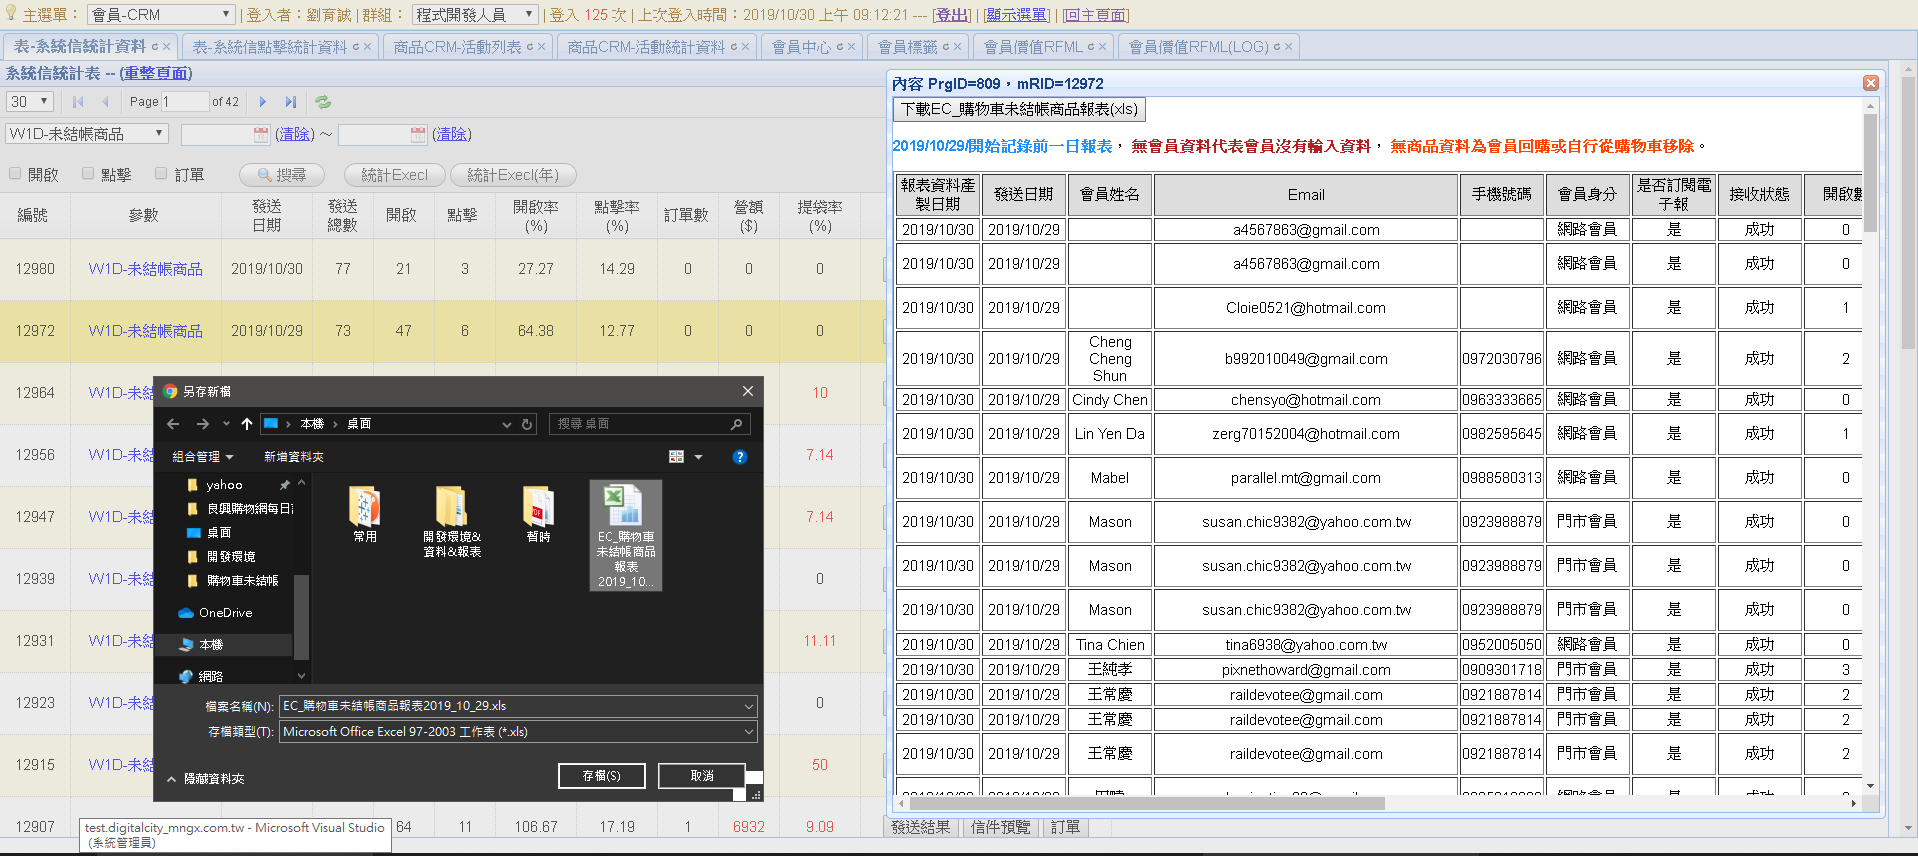 主選單： 會員-CRM | 登入者：劉育誠 | 群組： 程式開發人員 | 登入 125 次 | 上次登入時間：2019/10/30 上午 09:12:21 --- [登出] | [顯示選單] | [回主頁面]
表-系統信統計資料 表-系統信點擊統計資料 商品CRM-活動列表 商品CRM-活動統計資料 會員中心 會員標籤 會員價值RFML 會員價值RFML(LOG)
系統信統計表 -- (重整頁面)
30 Page 1 of 42
W1D-未結帳商品 (清除) ～ (清除)
開啟 點擊 訂單 搜尋 統計Execl 統計Execl(年)
編號 參數 發送日期 發送總數 開啟 點擊 開啟率(%) 點擊率(%) 訂單數 營額($) 提袋率(%)
12980 W1D-未結帳商品 2019/10/30 77 21 3 27.27 14.29 0 0 0
12972 W1D-未結帳商品 2019/10/29 73 47 6 64.38 12.77 0 0 0
12964 W1D-未結 10
12956 W1D-未結 7.14
12947 W1D-未結 7.14
12939 W1D-未結 0
12931 W1D-未結 11.11
12923 W1D-未結 0
12915 W1D-未結 50
12907 64 11 106.67 17.19 1 6932 9.09
test.digitalcity_mngx.com.tw - Microsoft Visual Studio
(系統管理員)
另存新檔
本機 桌面 搜尋 桌面
組合管理 新增資料夾
yahoo
良興購物網每日
桌面
開發環境
購物車未結帳
OneDrive
本機
網路
常用
開發環境&
資料&報表
暫時
EC_購物車
未結帳商品
報表
2019_10...
檔案名稱(N): EC_購物車未結帳商品報表2019_10_29.xls
存檔類型(T): Microsoft Office Excel 97-2003 工作表 (*.xls)
隱藏資料夾 存檔(S) 取消
內容 PrgID=809，mRID=12972
下載EC_購物車未結帳商品報表(xls)
2019/10/29/開始記錄前一日報表， 無會員資料代表會員沒有輸入資料， 無商品資料為會員回購或自行從購物車移除。
報表資料產製日期 發送日期 會員姓名 Email 手機號碼 會員身分 是否訂閱電子報 接收狀態 開啟數
2019/10/30 2019/10/29 a4567863@gmail.com 網路會員 是 成功 0
2019/10/30 2019/10/29 a4567863@gmail.com 網路會員 是 成功 0
2019/10/30 2019/10/29 Cloie0521@hotmail.com 網路會員 是 成功 1
2019/10/30 2019/10/29 Cheng Cheng Shun b992010049@gmail.com 0972030796 網路會員 是 成功 2
2019/10/30 2019/10/29 Cindy Chen chensyo@hotmail.com 0963333665 網路會員 是 成功 0
2019/10/30 2019/10/29 Lin Yen Da zerg70152004@hotmail.com 0982595645 網路會員 是 成功 1
2019/10/30 2019/10/29 Mabel parallel.mt@gmail.com 0988580313 網路會員 是 成功 0
2019/10/30 2019/10/29 Mason susan.chic9382@yahoo.com.tw 0923988879 門市會員 是 成功 0
2019/10/30 2019/10/29 Mason susan.chic9382@yahoo.com.tw 0923988879 門市會員 是 成功 0
2019/10/30 2019/10/29 Mason susan.chic9382@yahoo.com.tw 0923988879 門市會員 是 成功 0
2019/10/30 2019/10/29 Tina Chien tina6938@yahoo.com.tw 0952005050 網路會員 是 成功 0
2019/10/30 2019/10/29 王純孝 pixnethoward@gmail.com 0909301718 門市會員 是 成功 3
2019/10/30 2019/10/29 王常慶 raildevotee@gmail.com 0921887814 門市會員 是 成功 2
2019/10/30 2019/10/29 王常慶 raildevotee@gmail.com 0921887814 門市會員 是 成功 2
2019/10/30 2019/10/29 王常慶 raildevotee@gmail.com 0921887814 門市會員 是 成功 2
發送結果 信件預覽 訂單